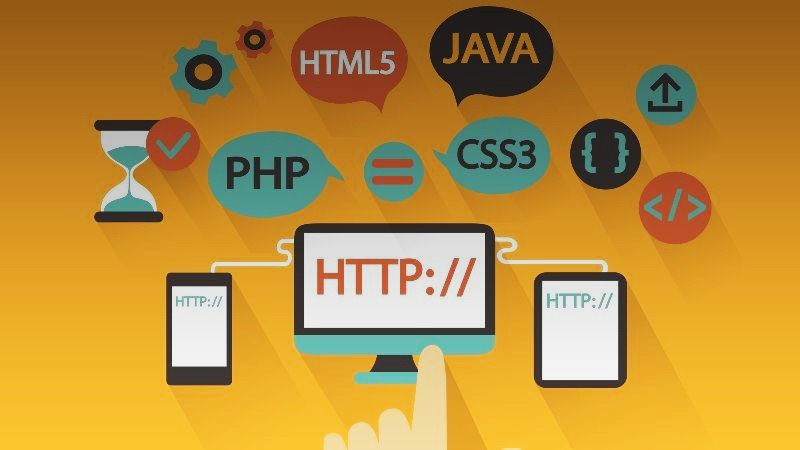 HTML5
JAVA
PHP
=
CSS3
{ }
</>
HTTP://
HTTP://
HTTP://